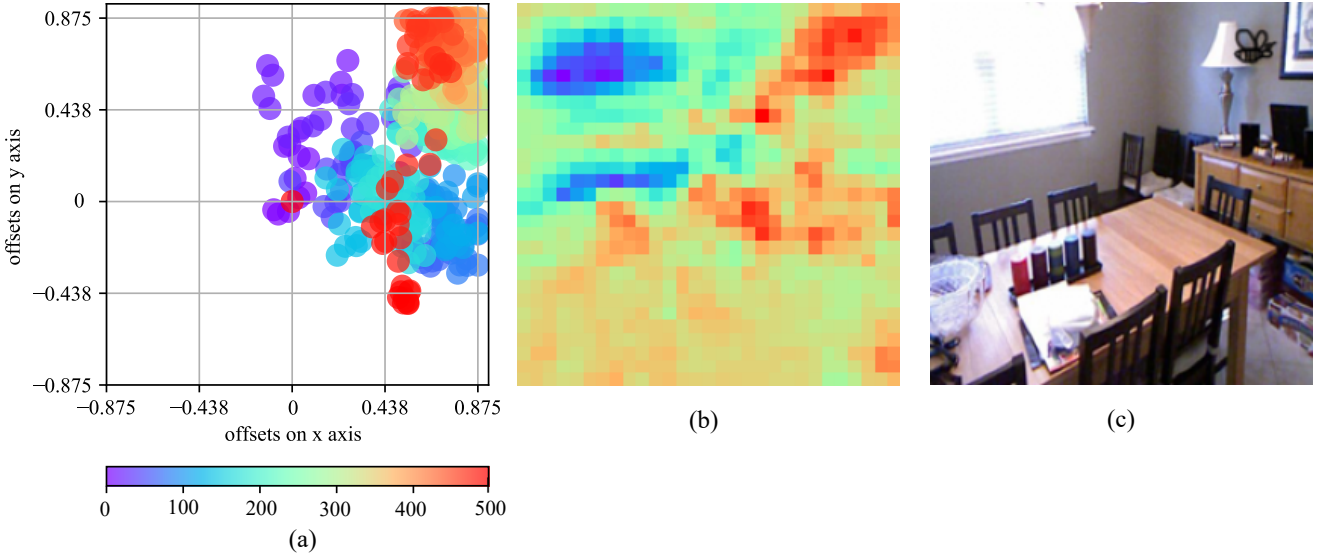 0.875
0.438
0
−0.438
−0.875
offsets on y axis
−0.875 −0.438 0 0.438 0.875
offsets on x axis
0 100 200 300 400 500
(a)
(b)
(c)